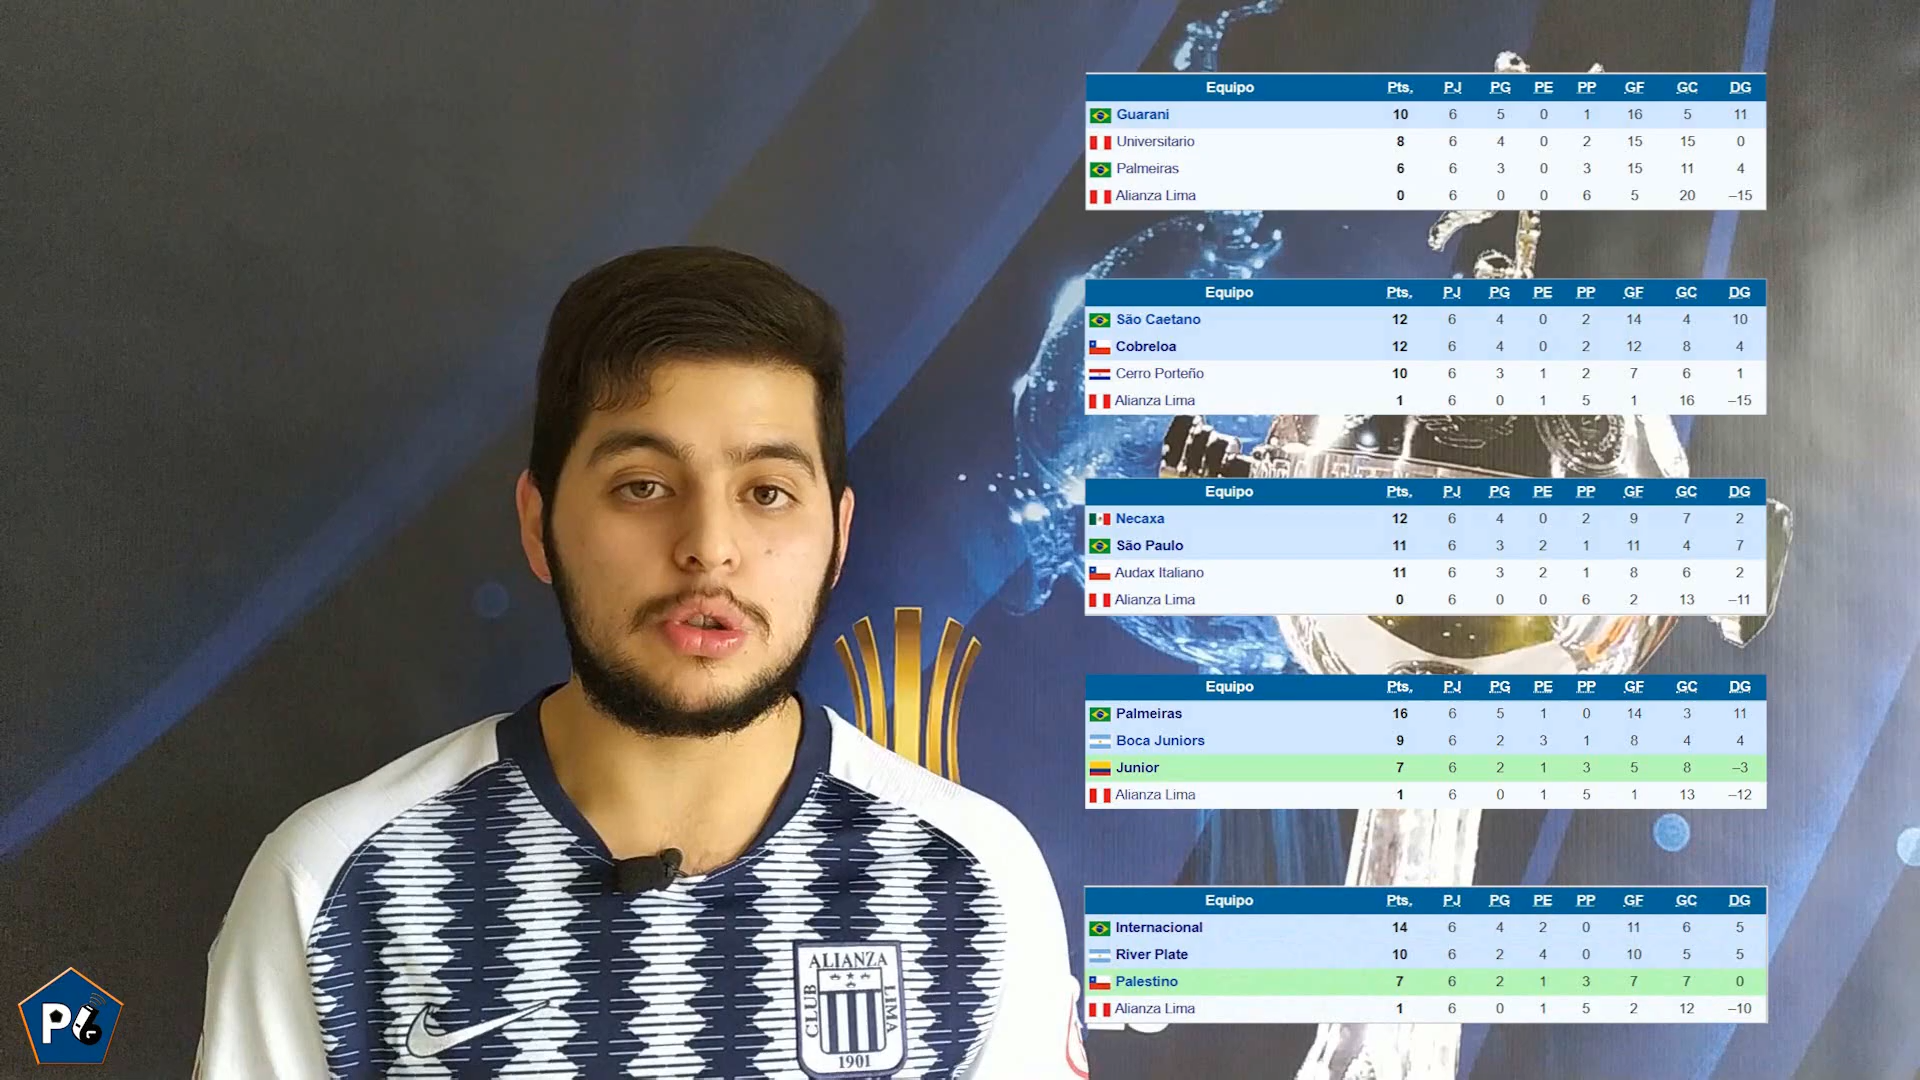 Equipo Pts. PJ PG PE PP GF GC DG
Guarani 10 6 5 0 1 16 5 11
Universitario 8 6 4 0 2 15 15 0
Palmeiras 6 6 3 0 3 15 11 4
Alianza Lima 0 6 0 0 6 5 20 –15
Equipo Pts. PJ PG PE PP GF GC DG
São Caetano 12 6 4 0 2 14 4 10
Cobreloa 12 6 4 0 2 12 8 4
Cerro Porteño 10 6 3 1 2 7 6 1
Alianza Lima 1 6 0 1 5 1 16 –15
Equipo Pts. PJ PG PE PP GF GC DG
Necaxa 12 6 4 0 2 9 7 2
São Paulo 11 6 3 2 1 11 4 7
Audax Italiano 11 6 3 2 1 8 6 2
Alianza Lima 0 6 0 0 6 2 13 –11
Equipo Pts. PJ PG PE PP GF GC DG
Palmeiras 16 6 5 1 0 14 3 11
Boca Juniors 9 6 2 3 1 8 4 4
Junior 7 6 2 1 3 5 8 –3
Alianza Lima 1 6 0 1 5 1 13 –12
Equipo Pts. PJ PG PE PP GF GC DG
Internacional 14 6 4 2 0 11 6 5
River Plate 10 6 2 4 0 10 5 5
Palestino 7 6 2 1 3 7 7 0
Alianza Lima 1 6 0 1 5 2 12 –10
ALIANZA
CLUB
LIMA
1901
P6